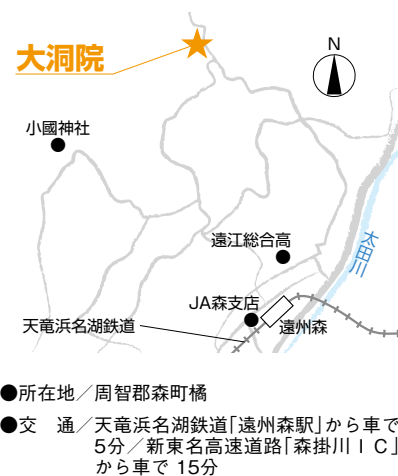 大洞院
N
小國神社
遠江総合高
太田川
JA森支店
天竜浜名湖鉄道
遠州森
●所在地／周智郡森町橘
●交　通／天竜浜名湖鉄道「遠州森駅」から車で
5分／新東名高速道路「森掛川ＩＣ」
から車で 15分